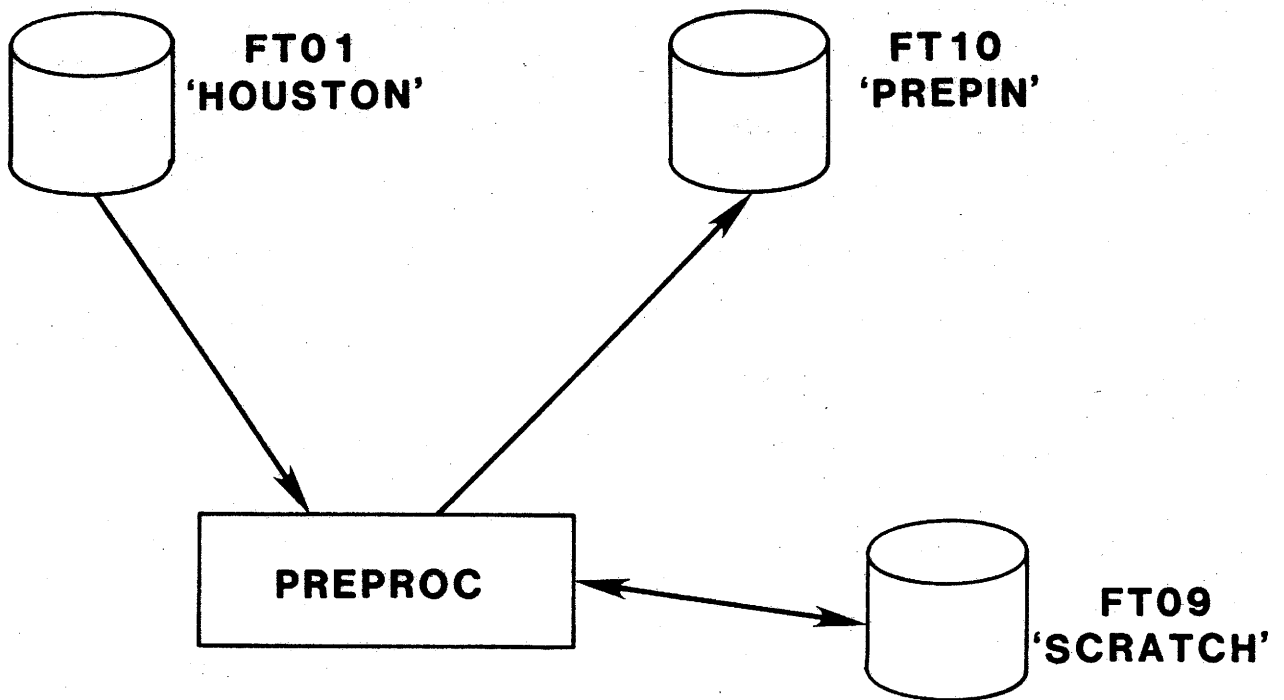 FT01
‘HOUSTON’
FT10
‘PREPIN’
PREPROC
FT09
‘SCRATCH’